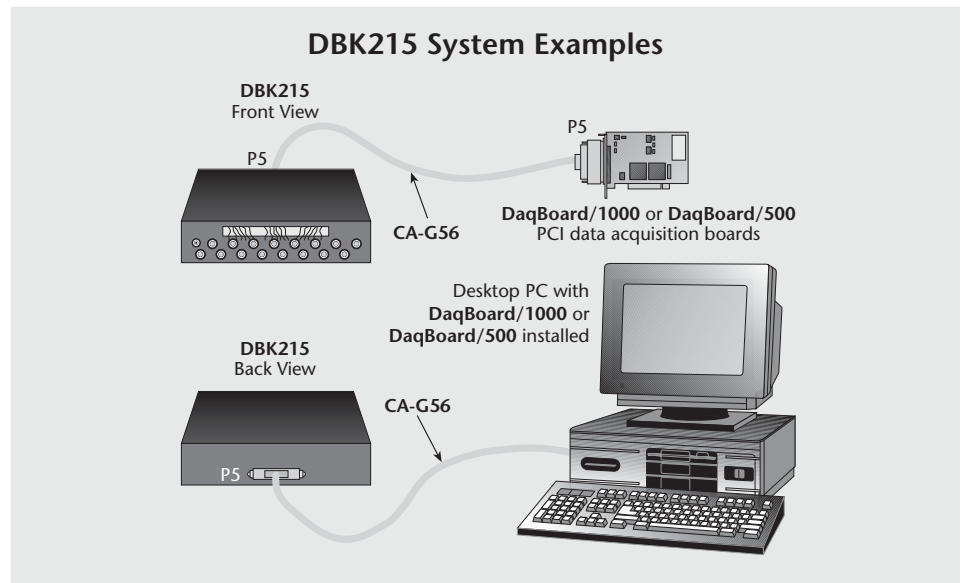 DBK215 System Examples
DBK215
Front View
P5
P5
CA-G56
DaqBoard/1000 or DaqBoard/500
PCI data acquisition boards
Desktop PC with
DaqBoard/1000 or
DaqBoard/500 installed
DBK215
Back View
CA-G56
P5